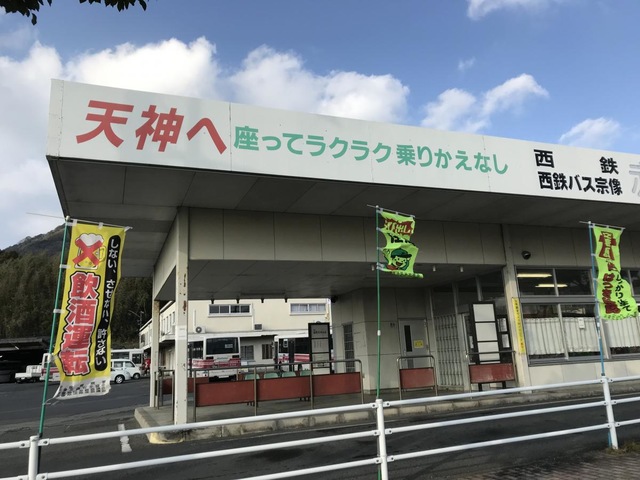 天神へ 座ってラクラク 乗りかえなし
西鉄
西鉄バス宗像
飲酒運転
しない、させない、許さない